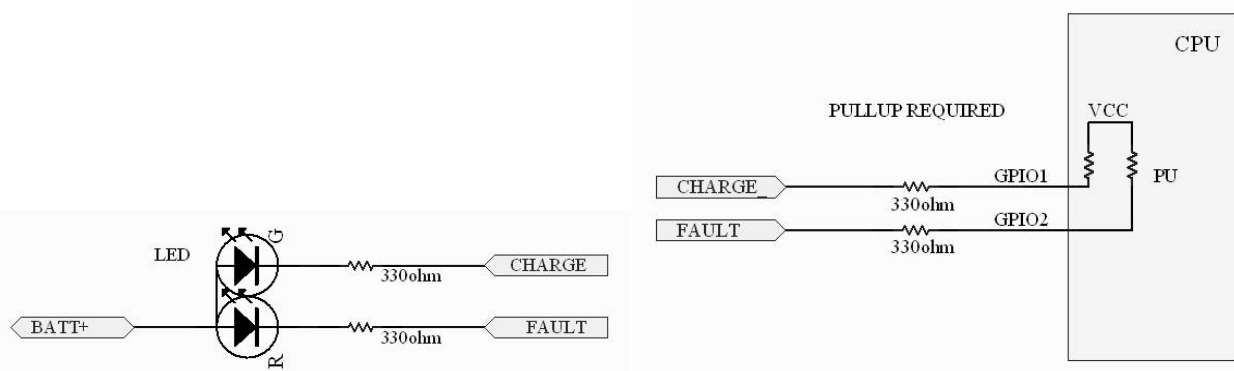 LED
G
330ohm
CHARGE
BATT+
R
330ohm
FAULT
CPU
PULLUP REQUIRED
VCC
CHARGE_
330ohm
GPIO1
PU
FAULT
330ohm
GPIO2